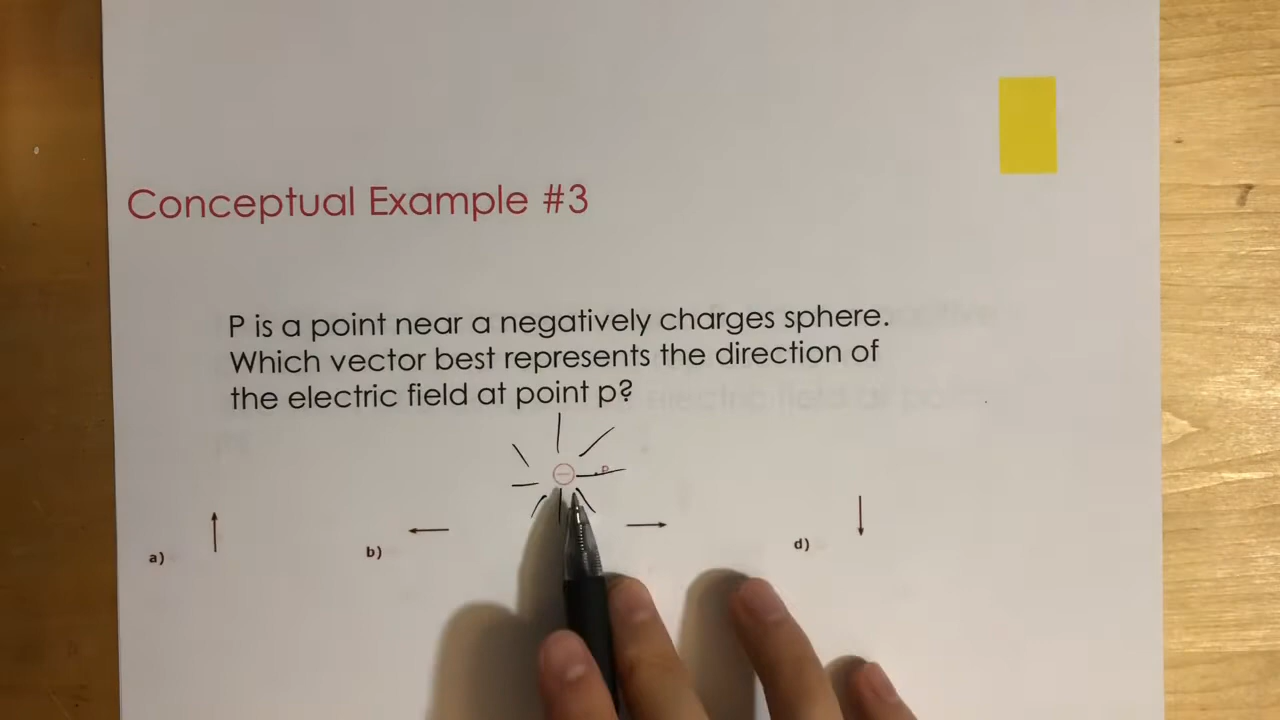 Conceptual Example #3
P is a point near a negatively charges sphere.
Which vector best represents the direction of
the electric field at point p?
P
a)
b)
d)